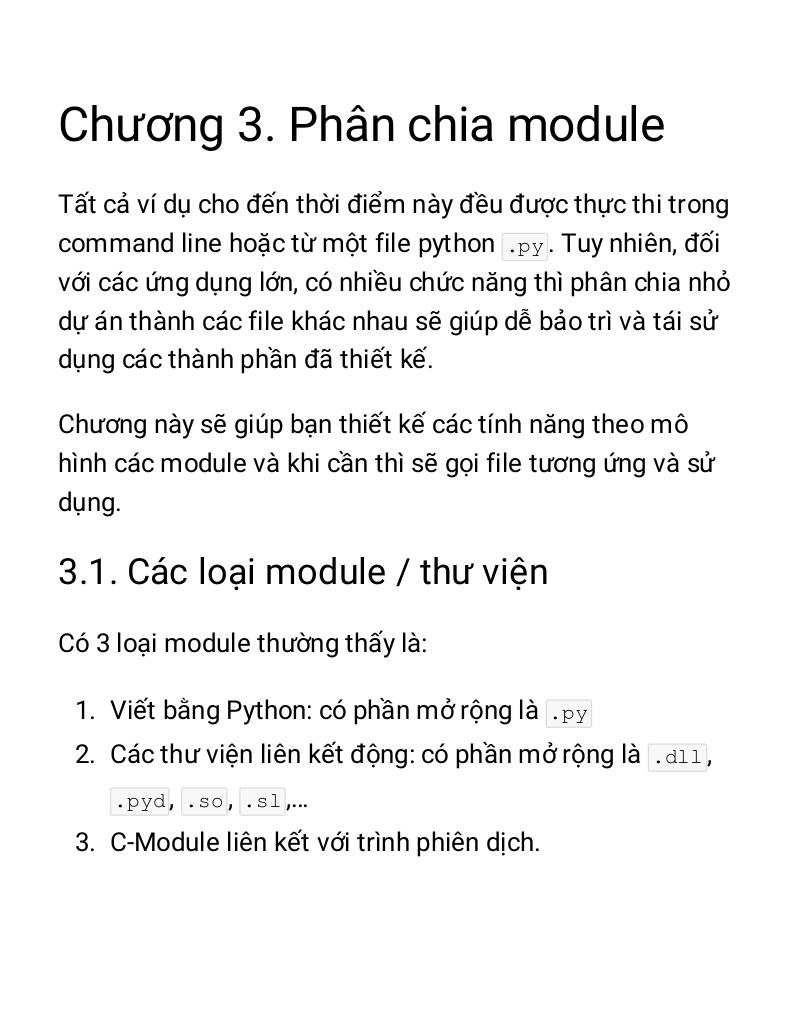 Chương 3. Phân chia module
Tất cả ví dụ cho đến thời điểm này đều được thực thi trong
command line hoặc từ một file python .py. Tuy nhiên, đối
với các ứng dụng lớn, có nhiều chức năng thì phân chia nhỏ
dự án thành các file khác nhau sẽ giúp dễ bảo trì và tái sử
dụng các thành phần đã thiết kế.
Chương này sẽ giúp bạn thiết kế các tính năng theo mô
hình các module và khi cần thì sẽ gọi file tương ứng và sử
dụng.
3.1. Các loại module / thư viện
Có 3 loại module thường thấy là:
1. Viết bằng Python: có phần mở rộng là .py
2. Các thư viện liên kết động: có phần mở rộng là .dll,
.pyd, .so, .sl,...
3. C-Module liên kết với trình phiên dịch.